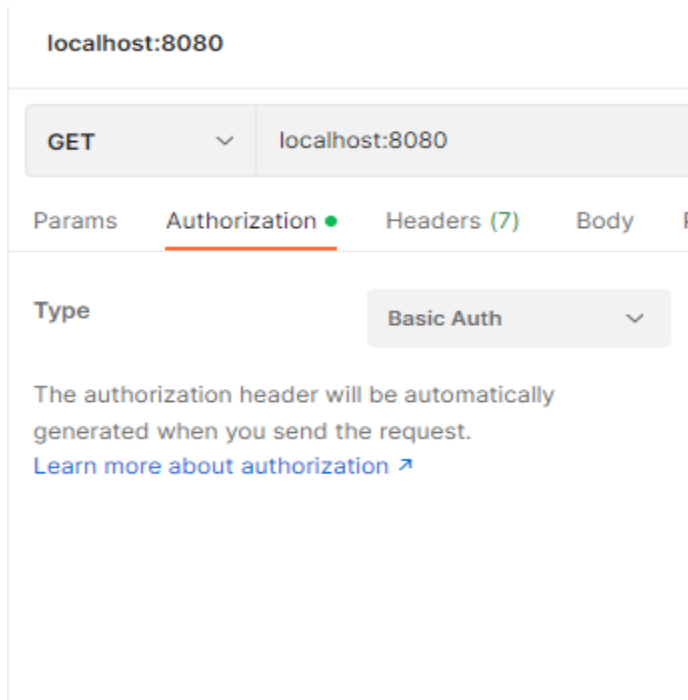 localhost:8080
GET localhost:8080
Params Authorization Headers (7) Body
Type Basic Auth
The authorization header will be automatically
generated when you send the request.
Learn more about authorization ↗